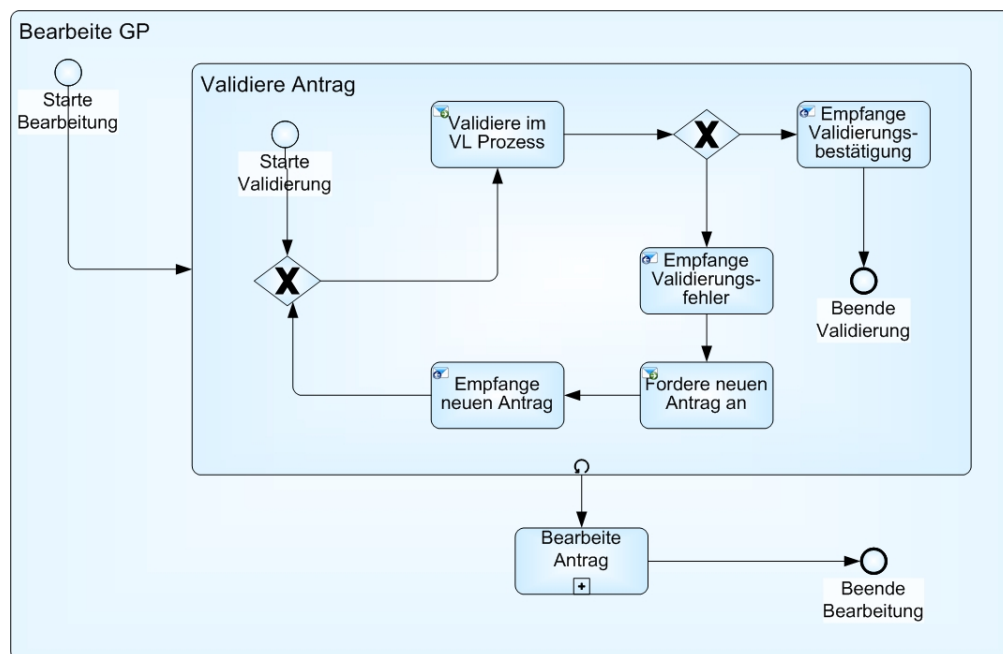 Bearbeite GP
Starte
Bearbeitung
Validiere Antrag
Starte
Validierung
Validiere im
VL Prozess
Empfange
Validierungs-
bestätigung
Empfange
Validierungs-
fehler
Beende
Validierung
Empfange
neuen Antrag
Fordere neuen
Antrag an
Bearbeite
Antrag
Beende
Bearbeitung